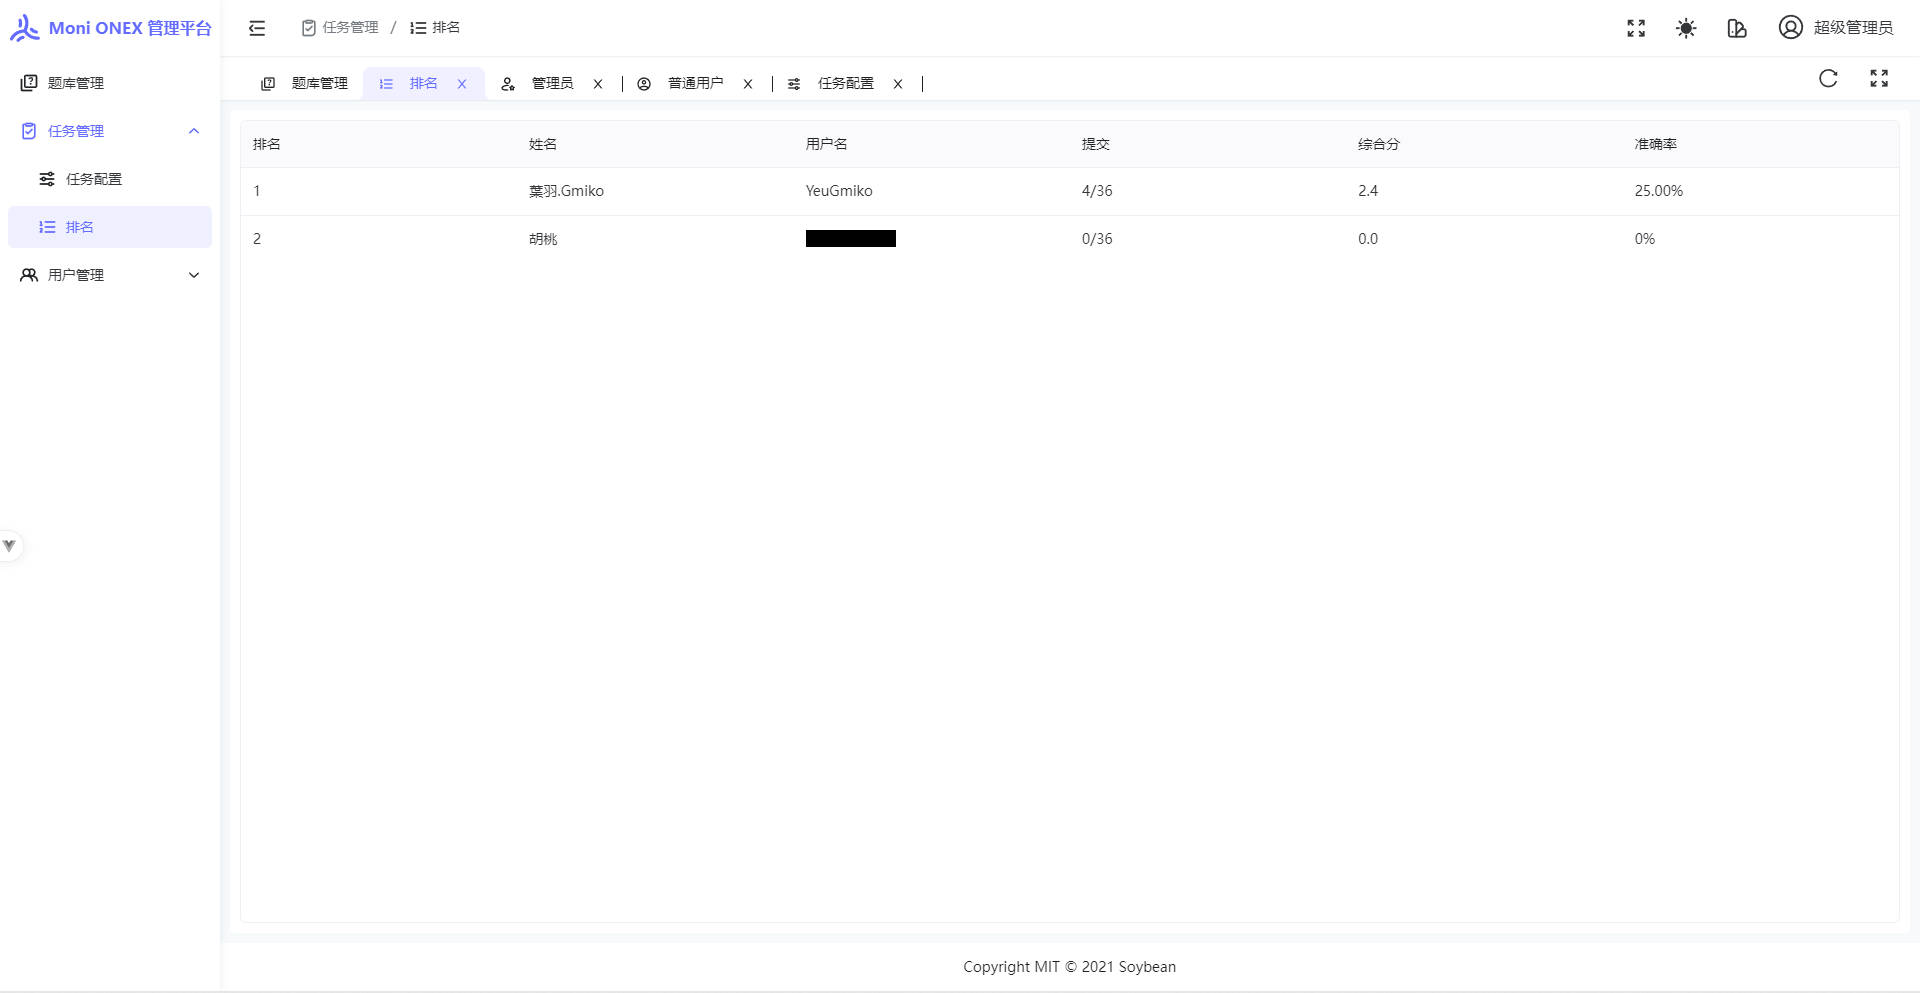 Moni ONEX 管理平台
任务管理 / 排名
超级管理员
题库管理
排名
管理员
普通用户
任务配置
题库管理
任务管理
任务配置
排名
用户管理
排名 姓名 用户名 提交 综合分 准确率
1 葉羽.Gmiko YeuGmiko 4/36 2.4 25.00%
2 胡桃 0/36 0.0 0%
Copyright MIT © 2021 Soybean